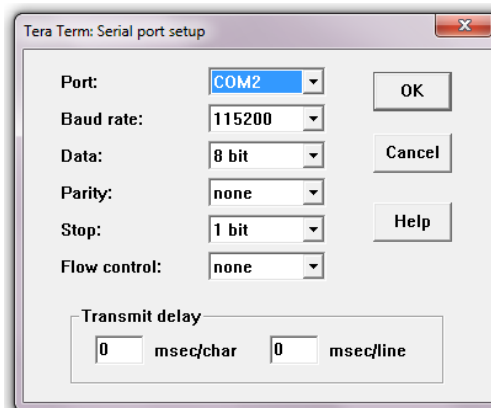 Tera Term: Serial port setup
Port: COM2 OK
Baud rate: 115200
Data: 8 bit Cancel
Parity: none
Stop: 1 bit Help
Flow control: none
Transmit delay
0 msec/char 0 msec/line